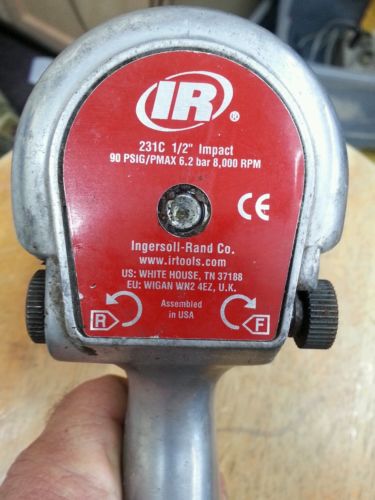 IR®
231C 1/2" Impact
90 PSIG/PMAX 6.2 bar 8,000 RPM
CE
Ingersoll-Rand Co.
www.irtools.com
US: WHITE HOUSE, TN 37188
EU: WIGAN WN2 4EZ, U.K.
R
Assembled
in USA
F